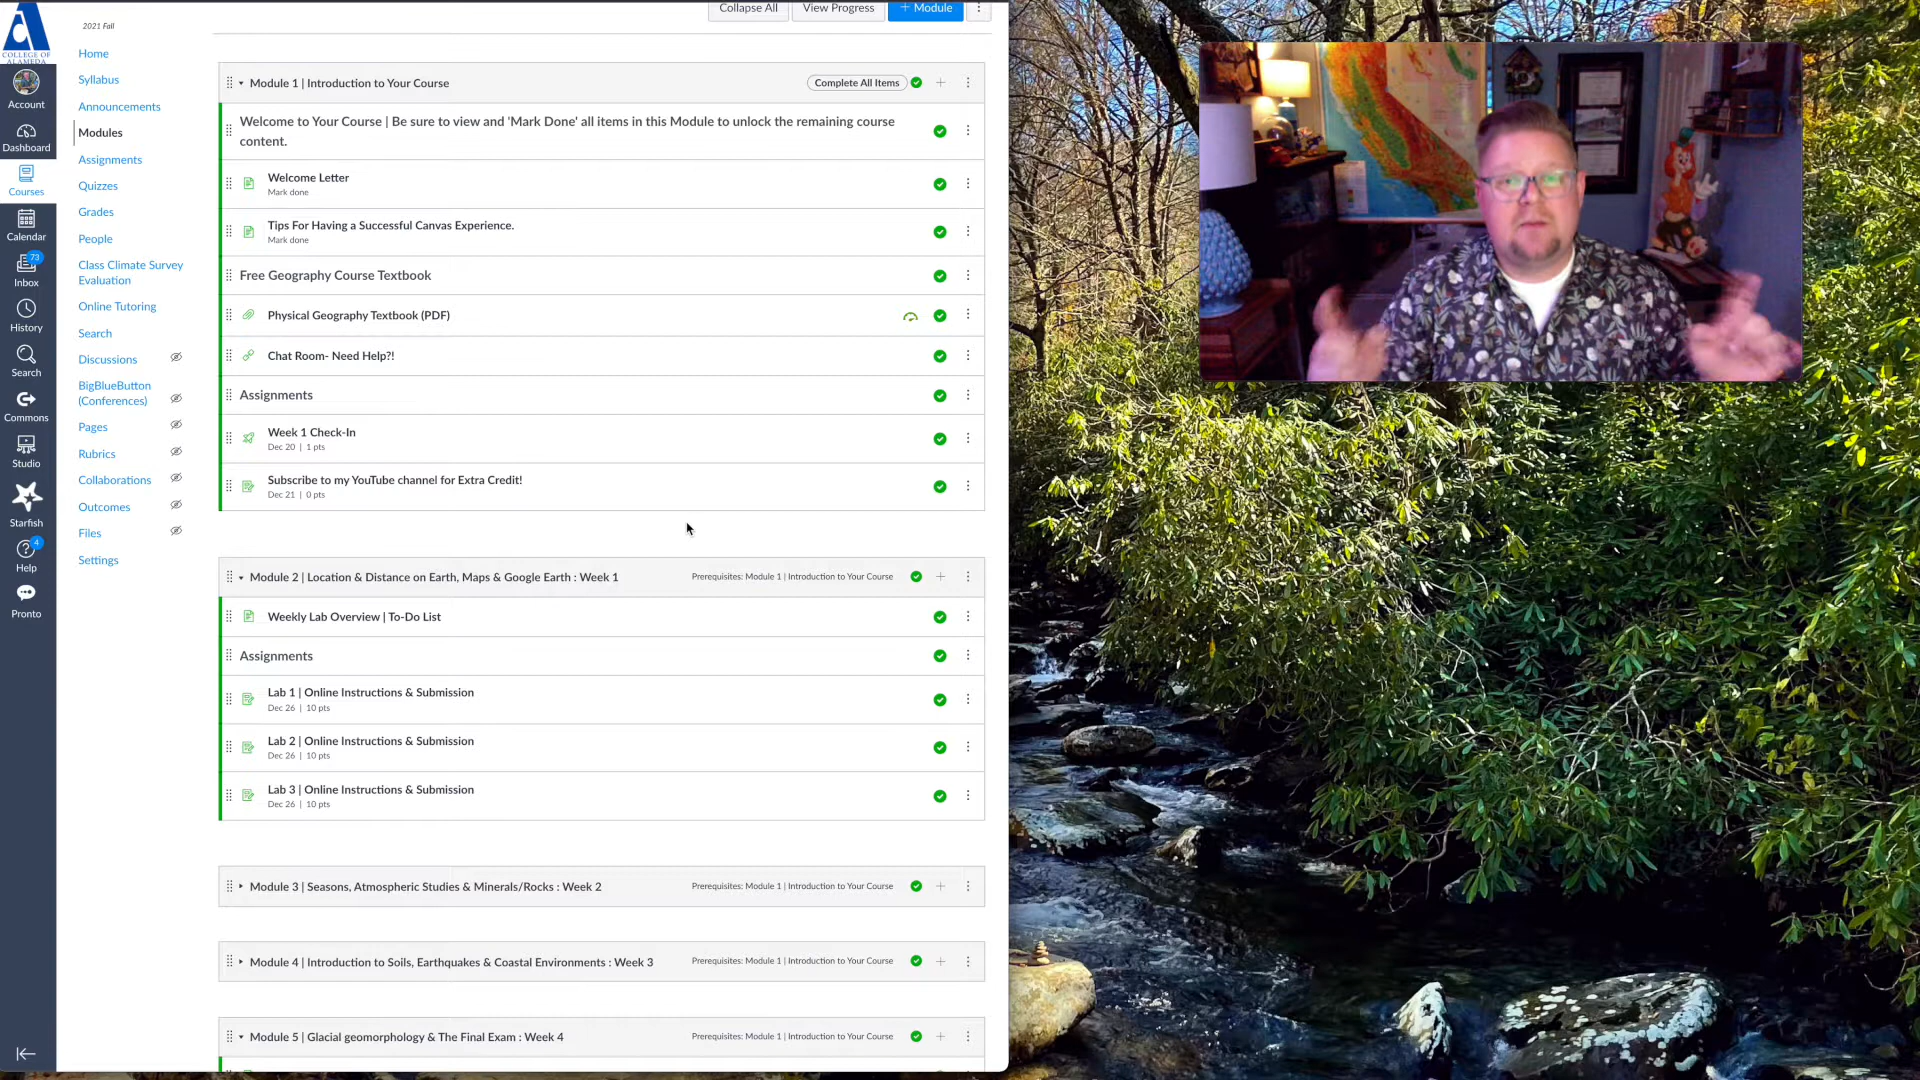 COLLEGE OF
ALAMEDA
Account
Dashboard
Courses
Calendar
73
Inbox
History
Search
Commons
Studio
Starfish
4
Help
Pronto
2021 Fall
Home
Syllabus
Announcements
Modules
Assignments
Quizzes
Grades
People
Class Climate Survey
Evaluation
Online Tutoring
Search
Discussions
BigBlueButton
(Conferences)
Pages
Rubrics
Collaborations
Outcomes
Files
Settings
Collapse All View Progress + Module
Module 1 | Introduction to Your Course Complete All Items
Welcome to Your Course | Be sure to view and 'Mark Done' all items in this Module to unlock the remaining course
content.
Welcome Letter
Mark done
Tips For Having a Successful Canvas Experience.
Mark done
Free Geography Course Textbook
Physical Geography Textbook (PDF)
Chat Room- Need Help?!
Assignments
Week 1 Check-In
Dec 20 | 1 pts
Subscribe to my YouTube channel for Extra Credit!
Dec 21 | 0 pts
Module 2 | Location & Distance on Earth, Maps & Google Earth : Week 1 Prerequisites: Module 1 | Introduction to Your Course
Weekly Lab Overview | To-Do List
Assignments
Lab 1 | Online Instructions & Submission
Dec 26 | 10 pts
Lab 2 | Online Instructions & Submission
Dec 26 | 10 pts
Lab 3 | Online Instructions & Submission
Dec 26 | 10 pts
Module 3 | Seasons, Atmospheric Studies & Minerals/Rocks : Week 2 Prerequisites: Module 1 | Introduction to Your Course
Module 4 | Introduction to Soils, Earthquakes & Coastal Environments : Week 3 Prerequisites: Module 1 | Introduction to Your Course
Module 5 | Glacial geomorphology & The Final Exam : Week 4 Prerequisites: Module 1 | Introduction to Your Course